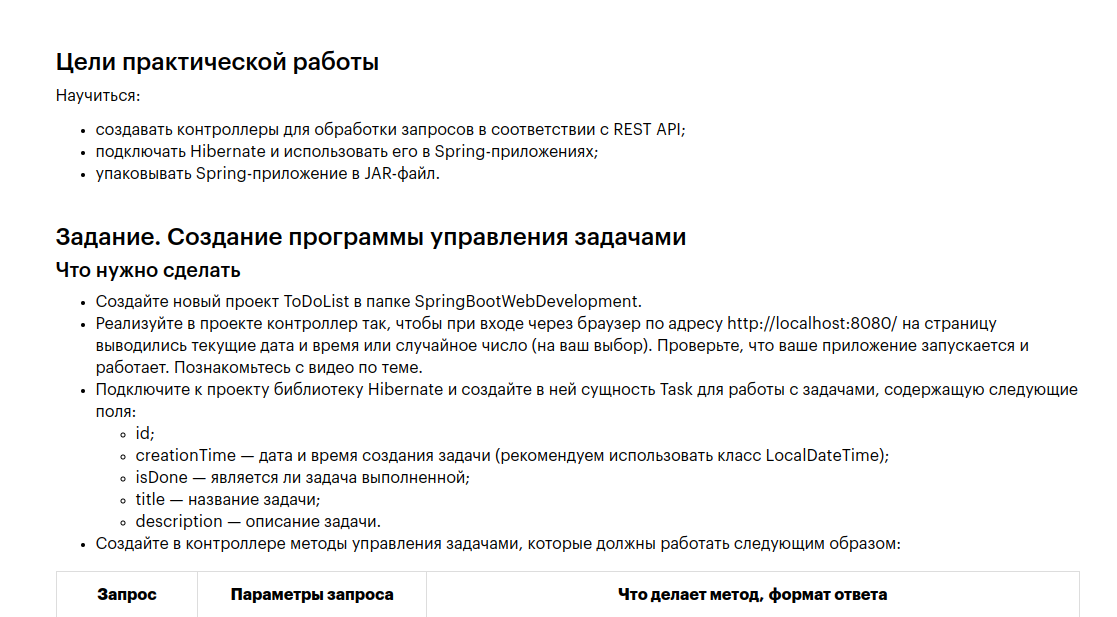 Цели практической работы
Научиться:
• создавать контроллеры для обработки запросов в соответствии с REST API;
• подключать Hibernate и использовать его в Spring-приложениях;
• упаковывать Spring-приложение в JAR-файл.
Задание. Создание программы управления задачами
Что нужно сделать
• Создайте новый проект ToDoList в папке SpringBootWebDevelopment.
• Реализуйте в проекте контроллер так, чтобы при входе через браузер по адресу http://localhost:8080/ на страницу
выводились текущие дата и время или случайное число (на ваш выбор). Проверьте, что ваше приложение запускается и
работает. Познакомьтесь с видео по теме.
• Подключите к проекту библиотеку Hibernate и создайте в ней сущность Task для работы с задачами, содержащую следующие
поля:
◦ id;
◦ creationTime — дата и время создания задачи (рекомендуем использовать класс LocalDateTime);
◦ isDone — является ли задача выполненной;
◦ title — название задачи;
◦ description — описание задачи.
• Создайте в контроллере методы управления задачами, которые должны работать следующим образом:
Запрос Параметры запроса Что делает метод, формат ответа